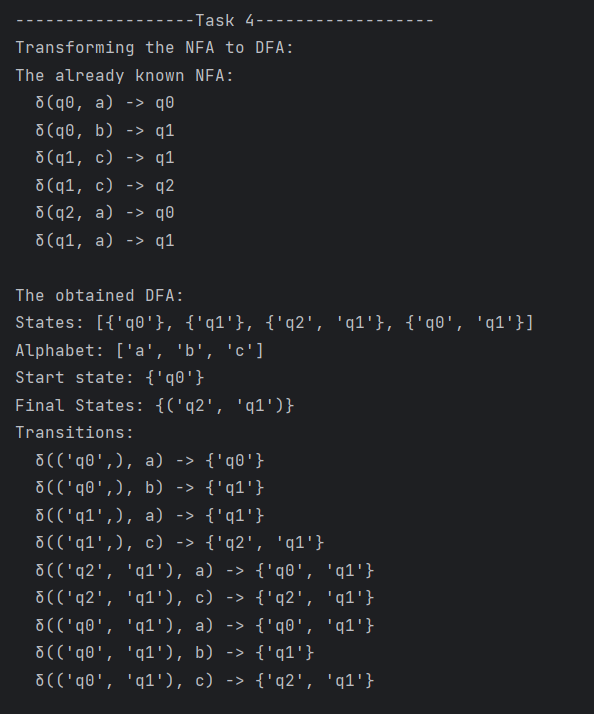 ------------------Task 4------------------
Transforming the NFA to DFA:
The already known NFA:
  δ(q0, a) -> q0
  δ(q0, b) -> q1
  δ(q1, c) -> q1
  δ(q1, c) -> q2
  δ(q2, a) -> q0
  δ(q1, a) -> q1

The obtained DFA:
States: [{'q0'}, {'q1'}, {'q2', 'q1'}, {'q0', 'q1'}]
Alphabet: ['a', 'b', 'c']
Start state: {'q0'}
Final States: {('q2', 'q1')}
Transitions:
  δ(('q0',), a) -> {'q0'}
  δ(('q0',), b) -> {'q1'}
  δ(('q1',), a) -> {'q1'}
  δ(('q1',), c) -> {'q2', 'q1'}
  δ(('q2', 'q1'), a) -> {'q0', 'q1'}
  δ(('q2', 'q1'), c) -> {'q2', 'q1'}
  δ(('q0', 'q1'), a) -> {'q0', 'q1'}
  δ(('q0', 'q1'), b) -> {'q1'}
  δ(('q0', 'q1'), c) -> {'q2', 'q1'}